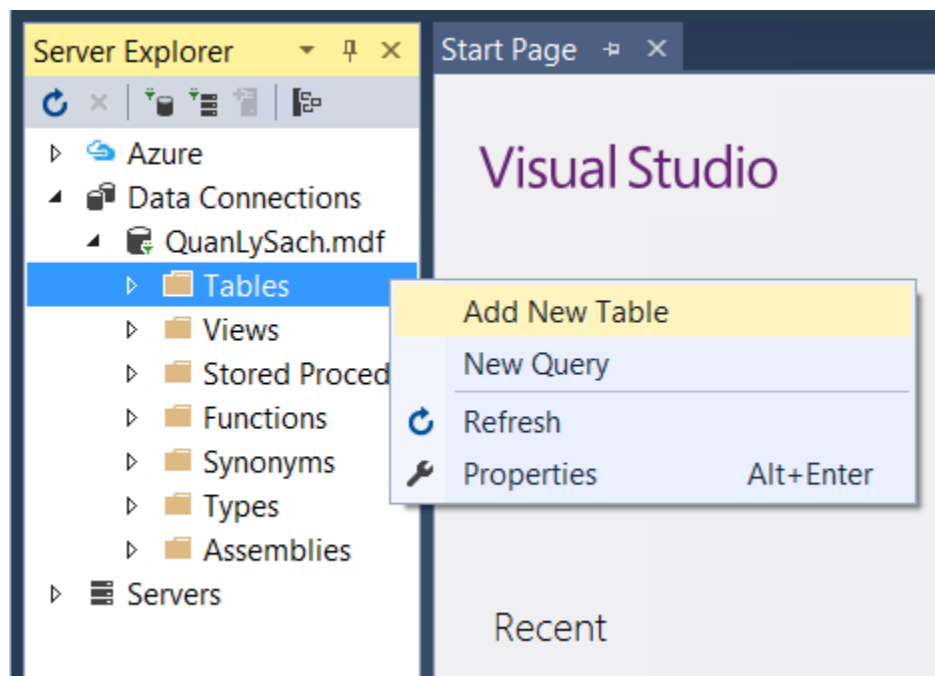 Server Explorer
Start Page
Azure
Data Connections
QuanLySach.mdf
Tables
Views
Stored Proced
Functions
Synonyms
Types
Assemblies
Servers
Add New Table
New Query
Refresh
Properties Alt+Enter
Visual Studio
Recent